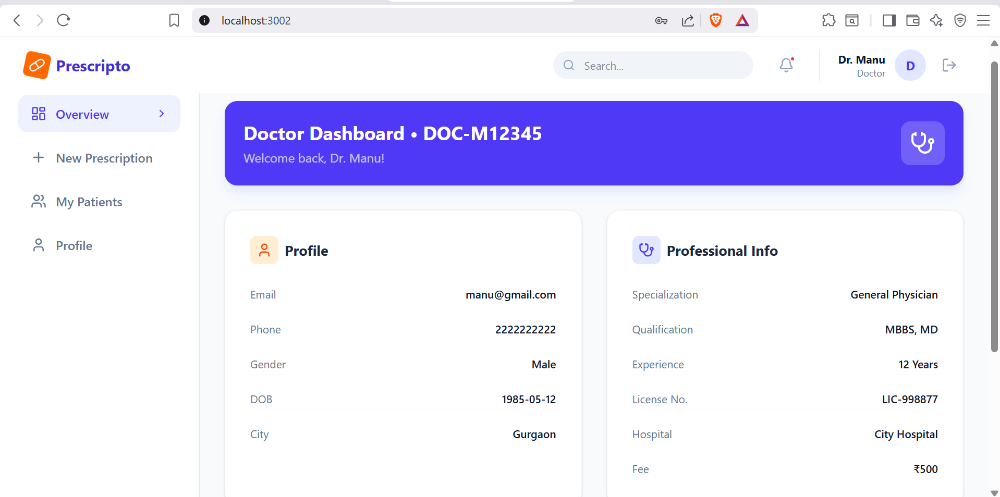 localhost:3002
Prescripto
Search...
Dr. Manu
Doctor
D
Overview
New Prescription
My Patients
Profile
Doctor Dashboard • DOC-M12345
Welcome back, Dr. Manu!
Profile
Email manu@gmail.com
Phone 2222222222
Gender Male
DOB 1985-05-12
City Gurgaon
Professional Info
Specialization General Physician
Qualification MBBS, MD
Experience 12 Years
License No. LIC-998877
Hospital City Hospital
Fee ₹500